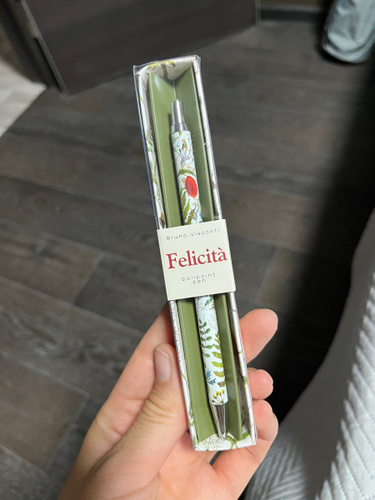 Bruno Visconti
Felicità
ballpoint
pen